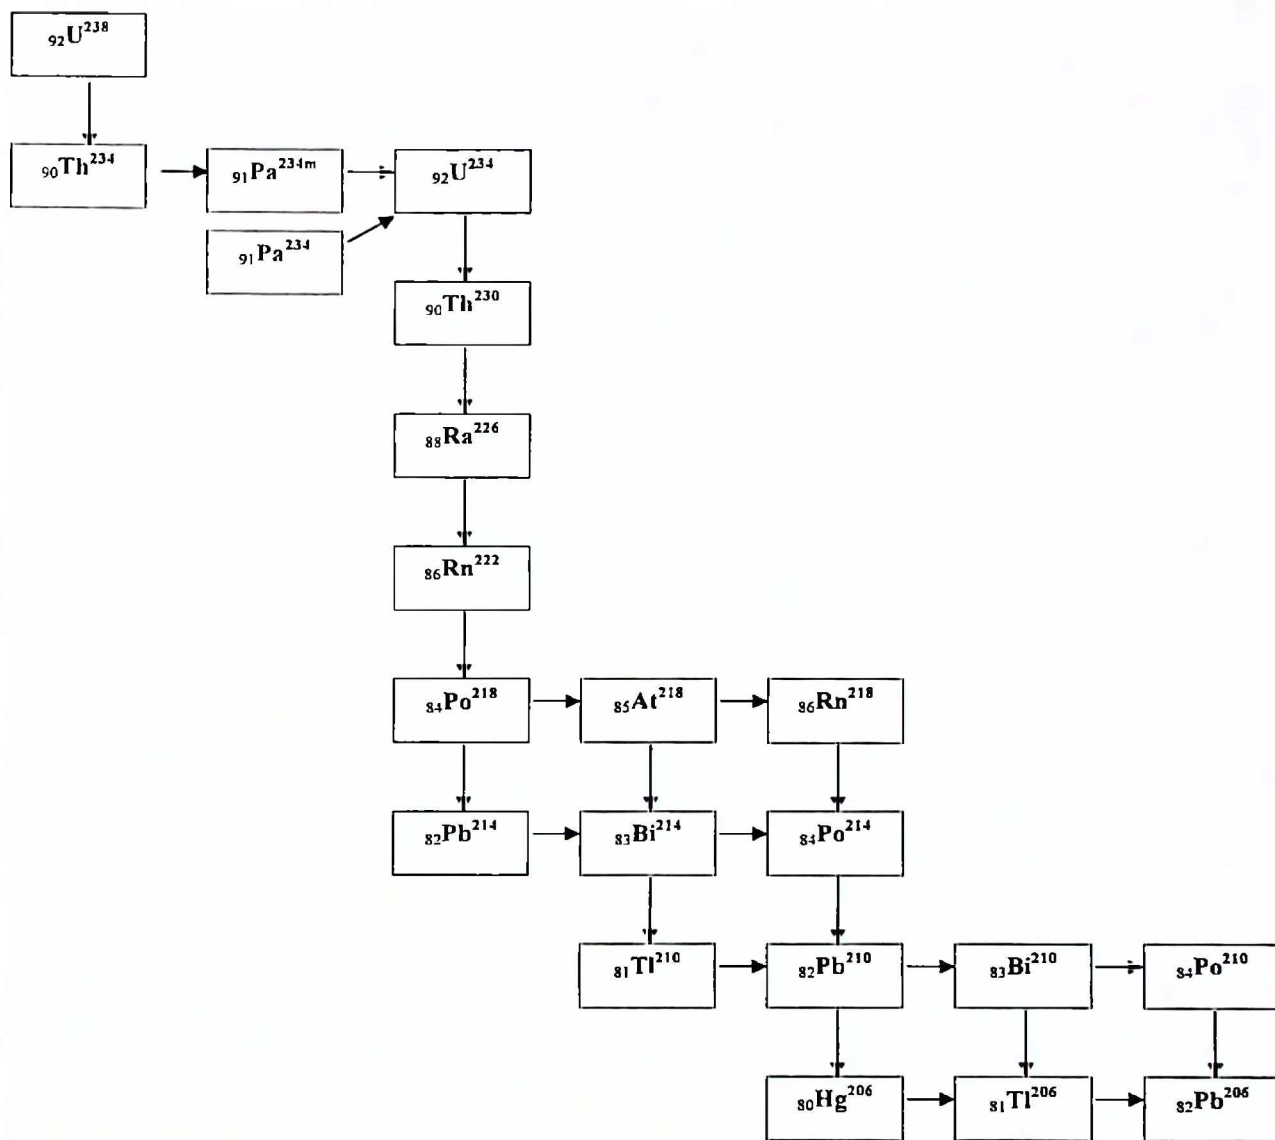 ₉₂U²³⁸
₉₀Th²³⁴ ₉₁Pa²³⁴ᵐ ₉₂U²³⁴
₉₁Pa²³⁴
₉₀Th²³⁰
₈₈Ra²²⁶
₈₆Rn²²²
₈₄Po²¹⁸ ₈₅At²¹⁸ ₈₆Rn²¹⁸
₈₂Pb²¹⁴ ₈₃Bi²¹⁴ ₈₄Po²¹⁴
₈₁Tl²¹⁰ ₈₂Pb²¹⁰ ₈₃Bi²¹⁰ ₈₄Po²¹⁰
₈₀Hg²⁰⁶ ₈₁Tl²⁰⁶ ₈₂Pb²⁰⁶